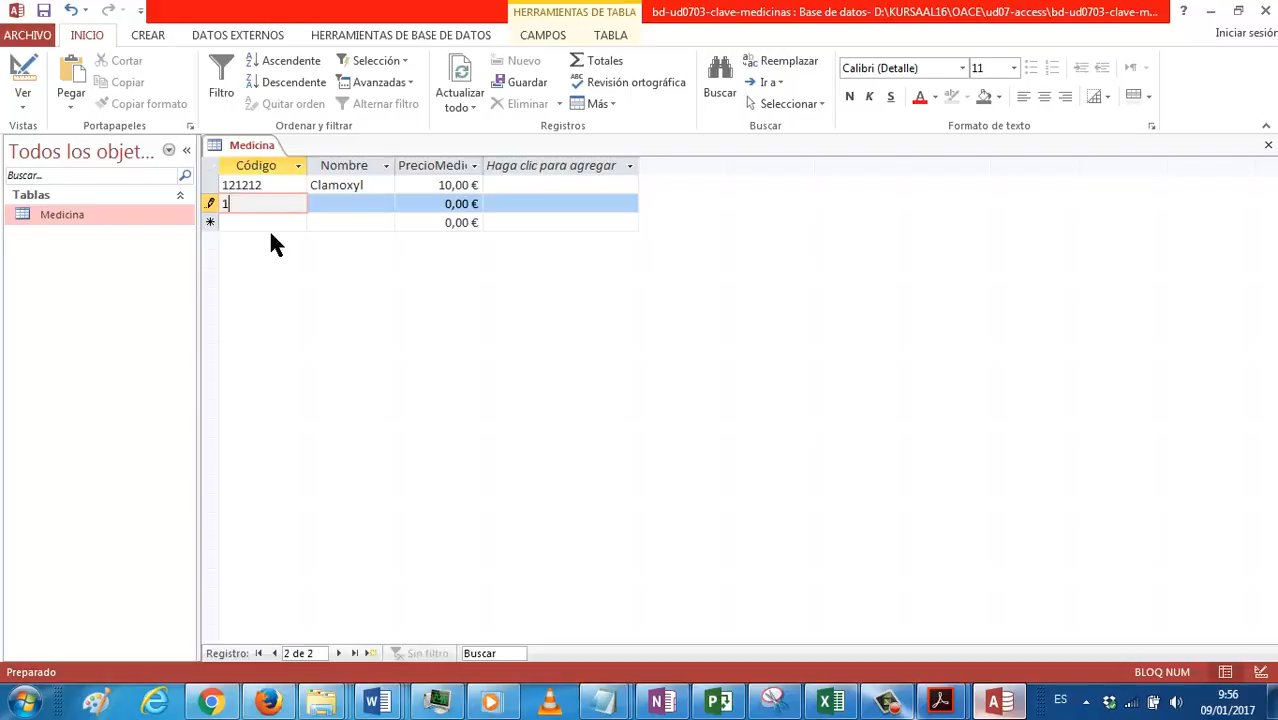 HERRAMIENTAS DE TABLA
bd-ud0703-clave-medicinas : Base de datos- D:\KURSAAL16\OACE\ud07-access\bd-ud0703-clave-m...
ARCHIVO INICIO CREAR DATOS EXTERNOS HERRAMIENTAS DE BASE DE DATOS CAMPOS TABLA Iniciar sesión
Ver
Vistas
Pegar
Cortar
Copiar
Copiar formato
Portapapeles
Filtro
Ascendente
Descendente
Quitar orden
Selección
Avanzadas
Alternar filtro
Ordenar y filtrar
Actualizar
todo
Nuevo
Guardar
Eliminar
Totales
Revisión ortográfica
Más
Registros
Buscar
Reemplazar
Ir a
Seleccionar
Buscar
Calibri (Detalle) 11
N K S
Formato de texto
Todos los objet...
Buscar...
Tablas
Medicina
Medicina
Código Nombre PrecioMedi Haga clic para agregar
121212 Clamoxyl 10,00 €
1 0,00 €
0,00 €
Registro: 2 de 2 Sin filtro Buscar
Preparado BLOQ NUM
ES 9:56
09/01/2017